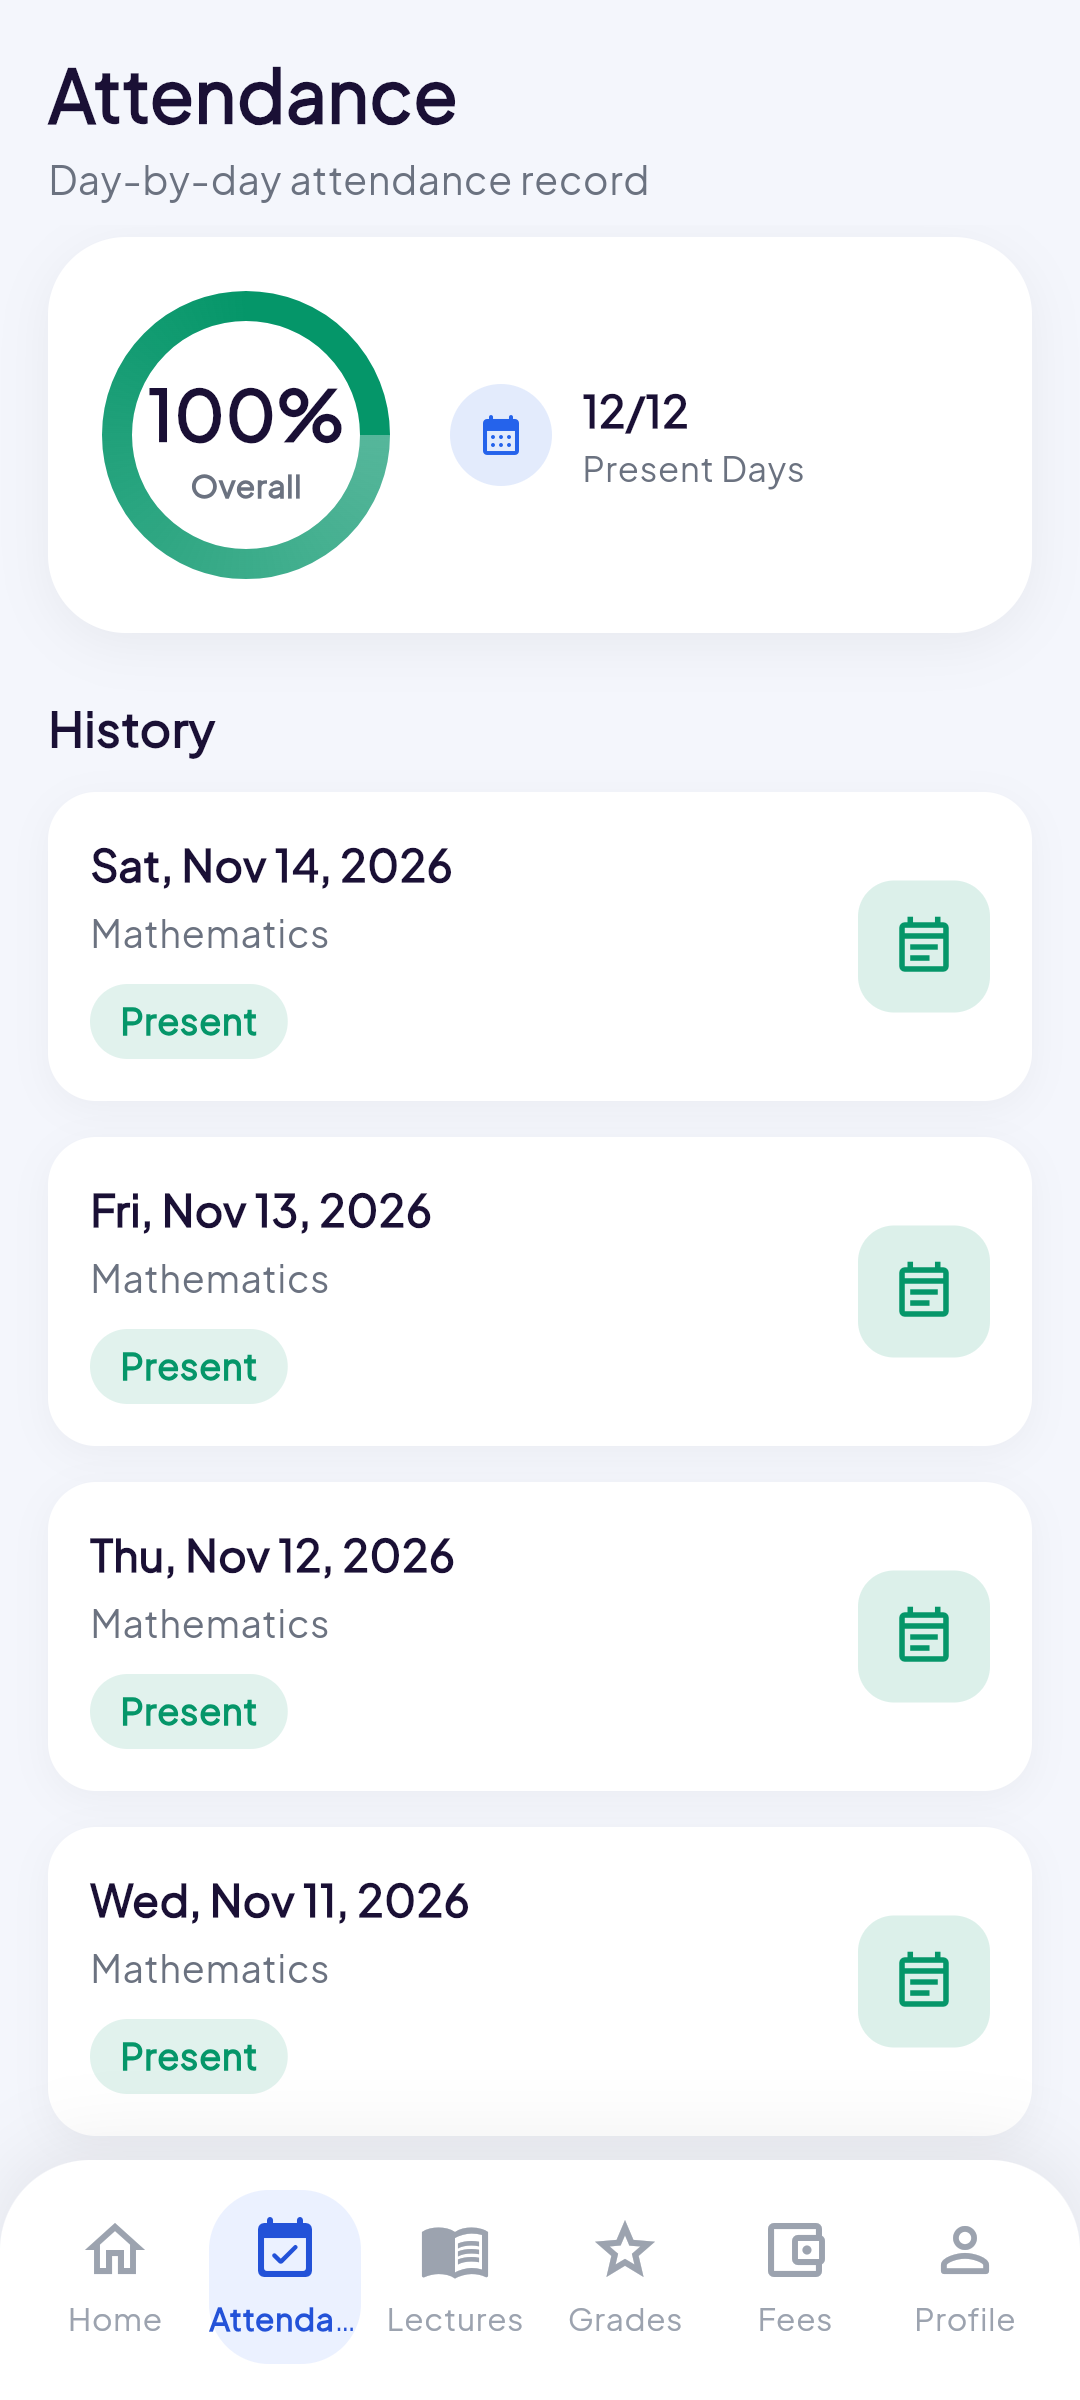 Attendance
Day-by-day attendance record
100%
Overall
12/12
Present Days
History
Sat, Nov 14, 2026
Mathematics
Present
Fri, Nov 13, 2026
Mathematics
Present
Thu, Nov 12, 2026
Mathematics
Present
Wed, Nov 11, 2026
Mathematics
Present
Home
Attenda...
Lectures
Grades
Fees
Profile